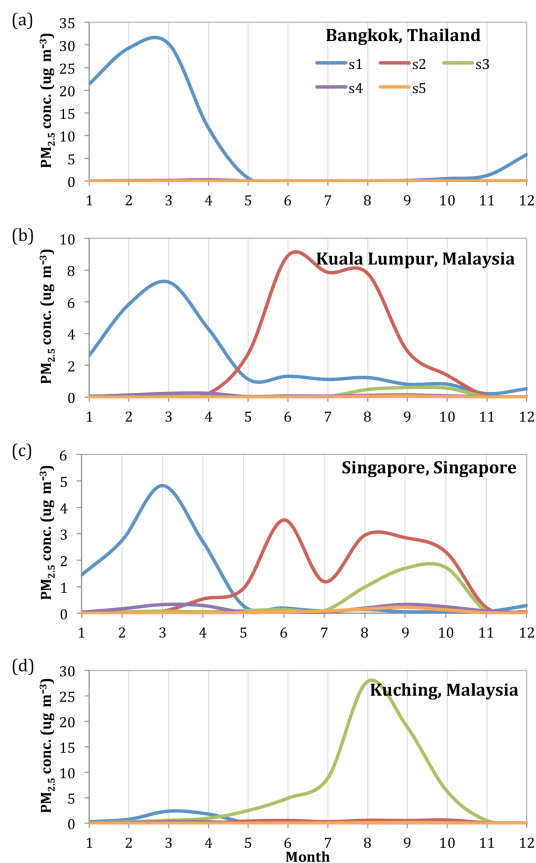 (a)
Bangkok, Thailand
s1 s2 s3
s4 s5
PM2.5 conc. (ug m−3)
35
30
25
20
15
10
5
0
1 2 3 4 5 6 7 8 9 10 11 12
(b)
Kuala Lumpur, Malaysia
PM2.5 conc. (ug m−3)
10
8
6
4
2
0
1 2 3 4 5 6 7 8 9 10 11 12
(c)
Singapore, Singapore
PM2.5 conc. (ug m−3)
6
5
4
3
2
1
0
1 2 3 4 5 6 7 8 9 10 11 12
(d)
Kuching, Malaysia
PM2.5 conc. (ug m−3)
30
25
20
15
10
5
0
1 2 3 4 5 6 7 8 9 10 11 12
Month